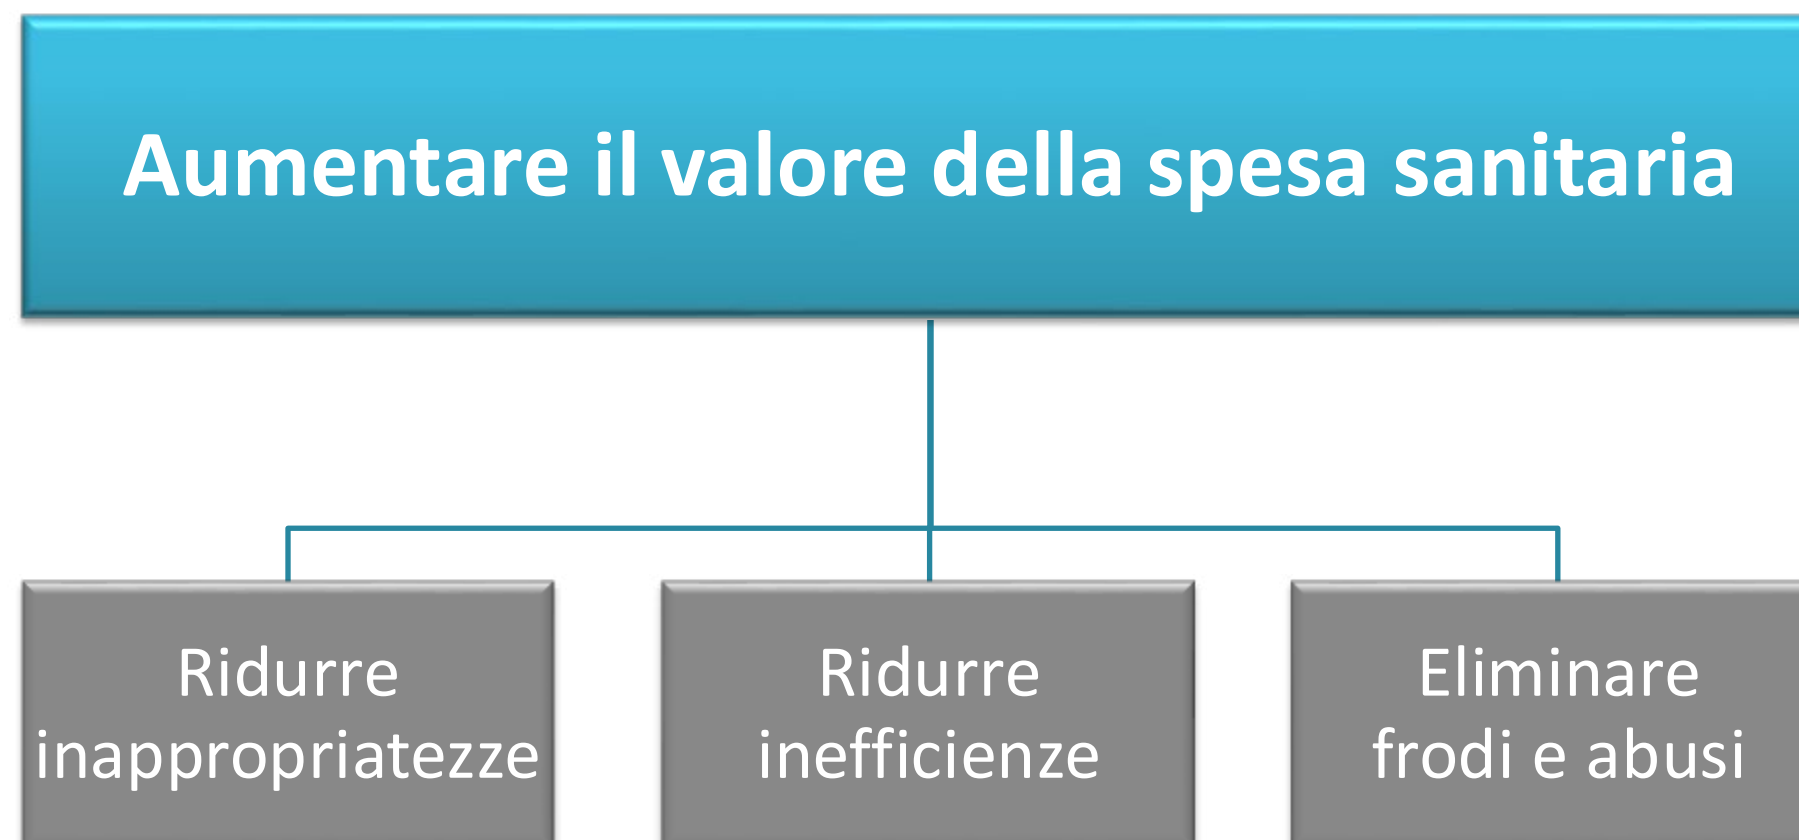 Aumentare il valore della spesa sanitaria
Ridurre
inappropriatezze
Ridurre
inefficienze
Eliminare
frodi e abusi